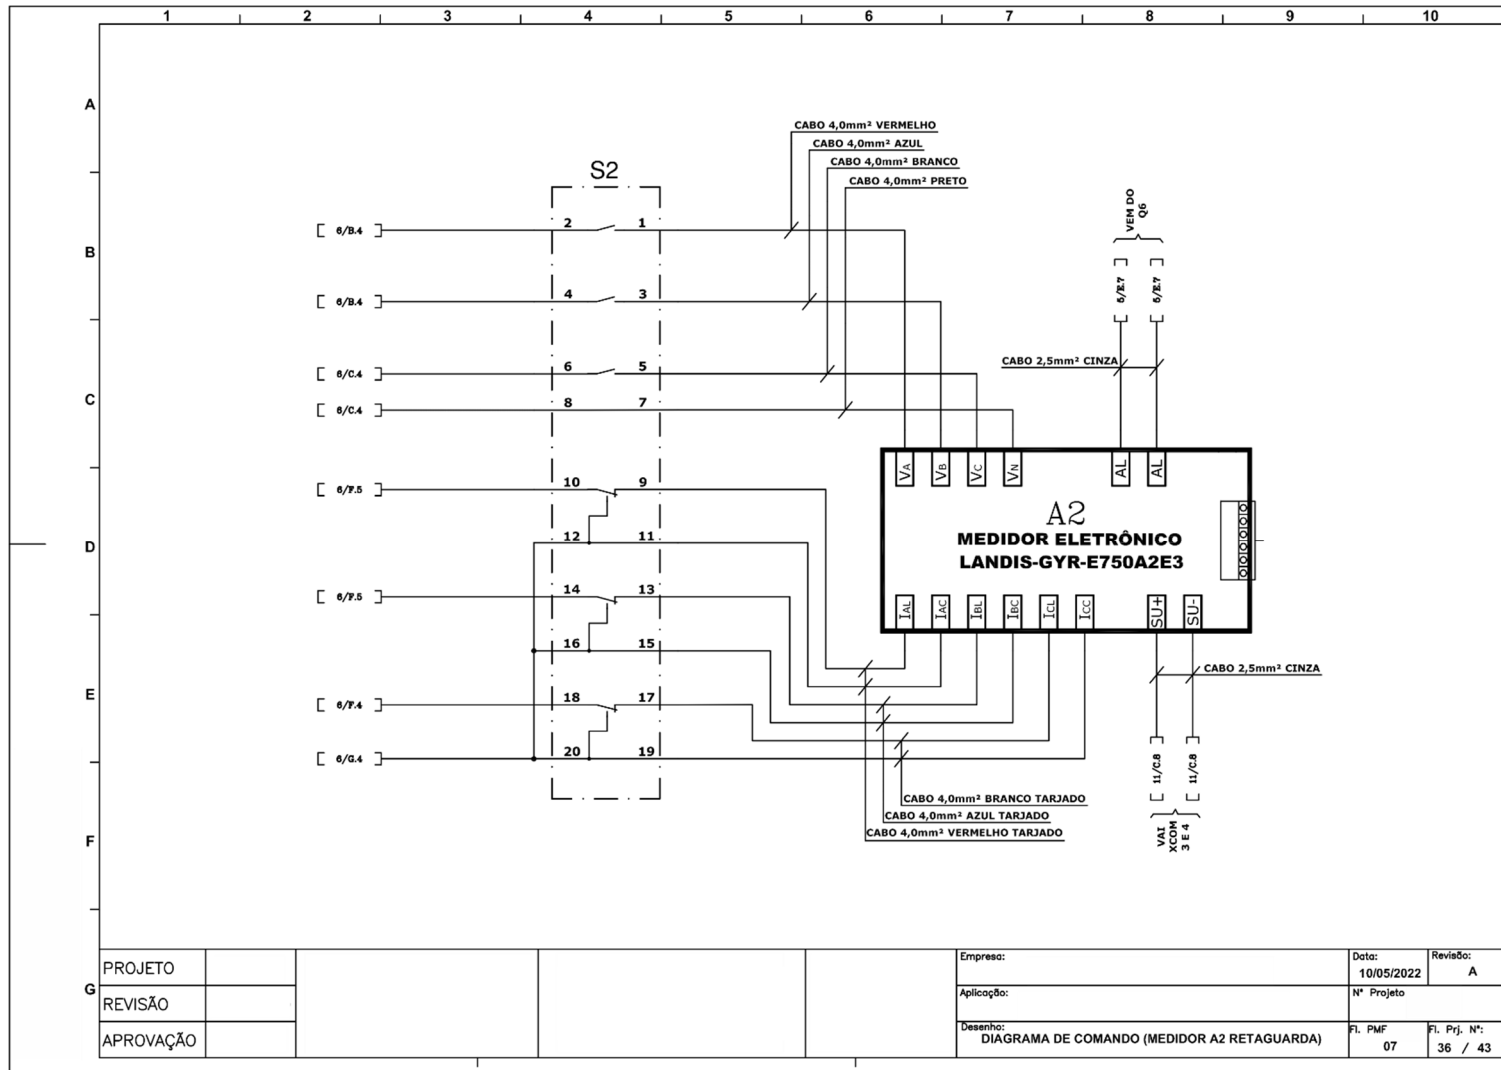 1 2 3 4 5 6 7 8 9 10
A
CABO 4,0mm² VERMELHO
CABO 4,0mm² AZUL
CABO 4,0mm² BRANCO
CABO 4,0mm² PRETO
S2
VEM DO
Q6
B
6/B.4 2 1
6/B.4 4 3
5/E.7 5/E.7
CABO 2,5mm² CINZA
C
6/C.4 6 5
6/C.4 8 7
VA VB VC VN AL AL
6/F.5 10 9
A2
MEDIDOR ELETRÔNICO
LANDIS-GYR-E750A2E3
D
12 11
6/F.5 14 13
IAL IAC IBL IBC ICL ICC SU+ SU-
16 15
CABO 2,5mm² CINZA
E
6/F.4 18 17
6/G.4 20 19
11/C.8 11/C.8
CABO 4,0mm² BRANCO TARJADO
CABO 4,0mm² AZUL TARJADO
CABO 4,0mm² VERMELHO TARJADO
VAI
XCOM
3 E 4
F
G
PROJETO
REVISÃO
APROVAÇÃO
Empresa:
Data:
10/05/2022
Revisão:
A
Aplicação:
N° Projeto
Desenho:
DIAGRAMA DE COMANDO (MEDIDOR A2 RETAGUARDA)
Fl. PMF
07
Fl. Prj. N°:
36 / 43